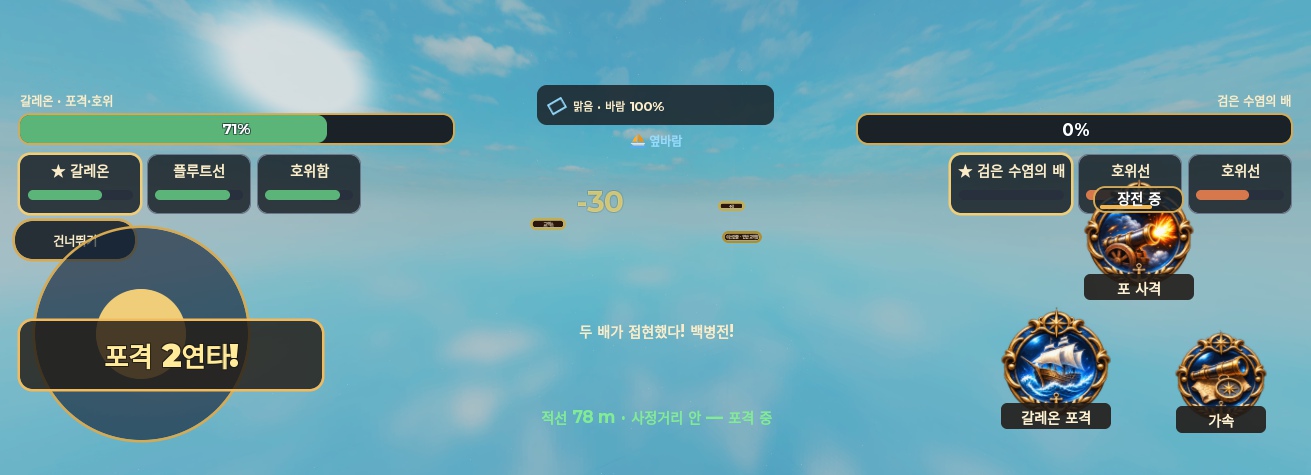 갈레온 · 포격·호위
71%
★ 갈레온
플루트선
호위함
건너뛰기
포격 2연타!
맑음 · 바람 100%
옆바람
-30
두 배가 접현했다! 백병전!
적선 78 m · 사정거리 안 — 포격 중
검은 수염의 배
0%
★ 검은 수염의 배
호위선
호위선
장전 중
포 사격
갈레온 포격
가속